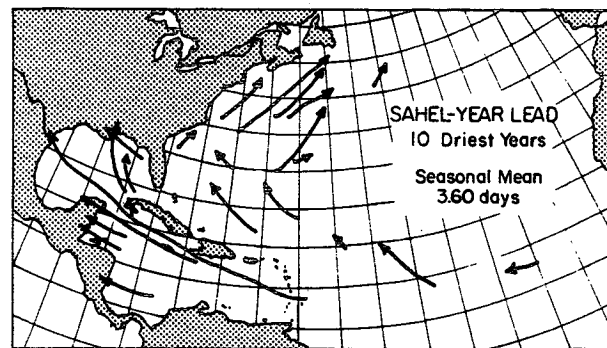 SAHEL-YEAR LEAD
10 Driest Years
Seasonal Mean
3.60 days